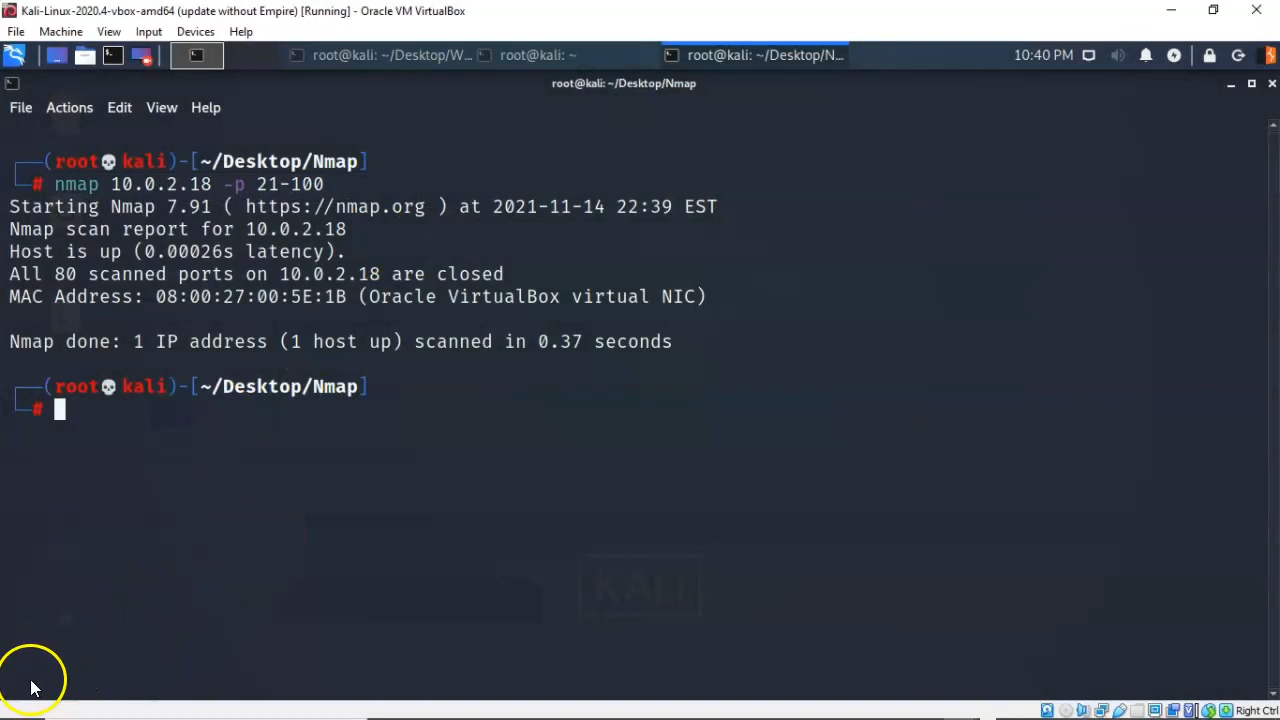 Kali-Linux-2020.4-vbox-amd64 (update without Empire) [Running] - Oracle VM VirtualBox
File Machine View Input Devices Help
root@kali: ~/Desktop/W... root@kali: ~ root@kali: ~/Desktop/N... 10:40 PM
root@kali: ~/Desktop/Nmap
File Actions Edit View Help
┌──(root💀kali)-[~/Desktop/Nmap]
└─# nmap 10.0.2.18 -p 21-100
Starting Nmap 7.91 ( https://nmap.org ) at 2021-11-14 22:39 EST
Nmap scan report for 10.0.2.18
Host is up (0.00026s latency).
All 80 scanned ports on 10.0.2.18 are closed
MAC Address: 08:00:27:00:5E:1B (Oracle VirtualBox virtual NIC)
Nmap done: 1 IP address (1 host up) scanned in 0.37 seconds
┌──(root💀kali)-[~/Desktop/Nmap]
└─#
KALI
Right Ctrl